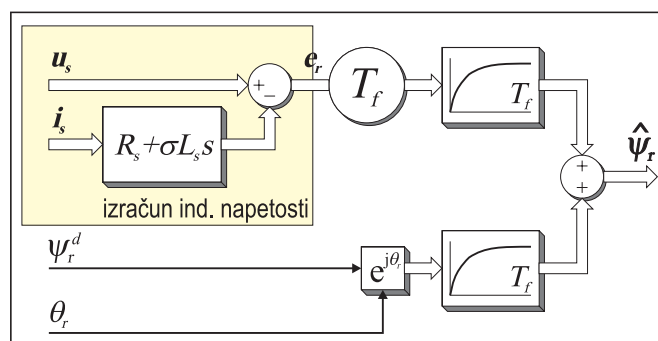 u_s
e_r
+
−
T_f
T_f
i_s
R_s+σL_s s
izračun ind. napetosti
ψ̂_r
+
+
ψ_r^d
e^{jθ_r}
T_f
θ_r